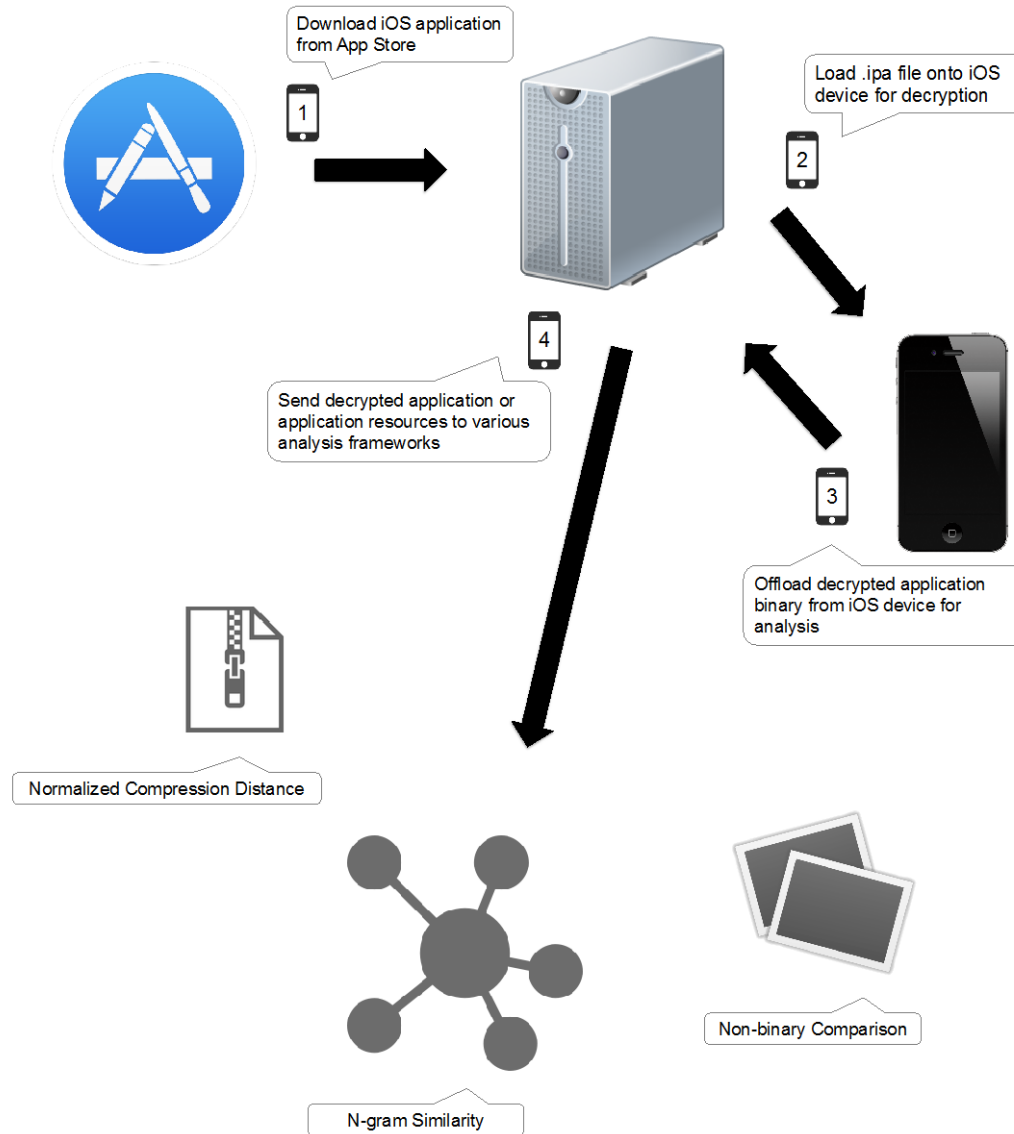 Download iOS application
from App Store
1
Load .ipa file onto iOS
device for decryption
2
4
Send decrypted application or
application resources to various
analysis frameworks
3
Offload decrypted application
binary from iOS device for
analysis
Normalized Compression Distance
Non-binary Comparison
N-gram Similarity